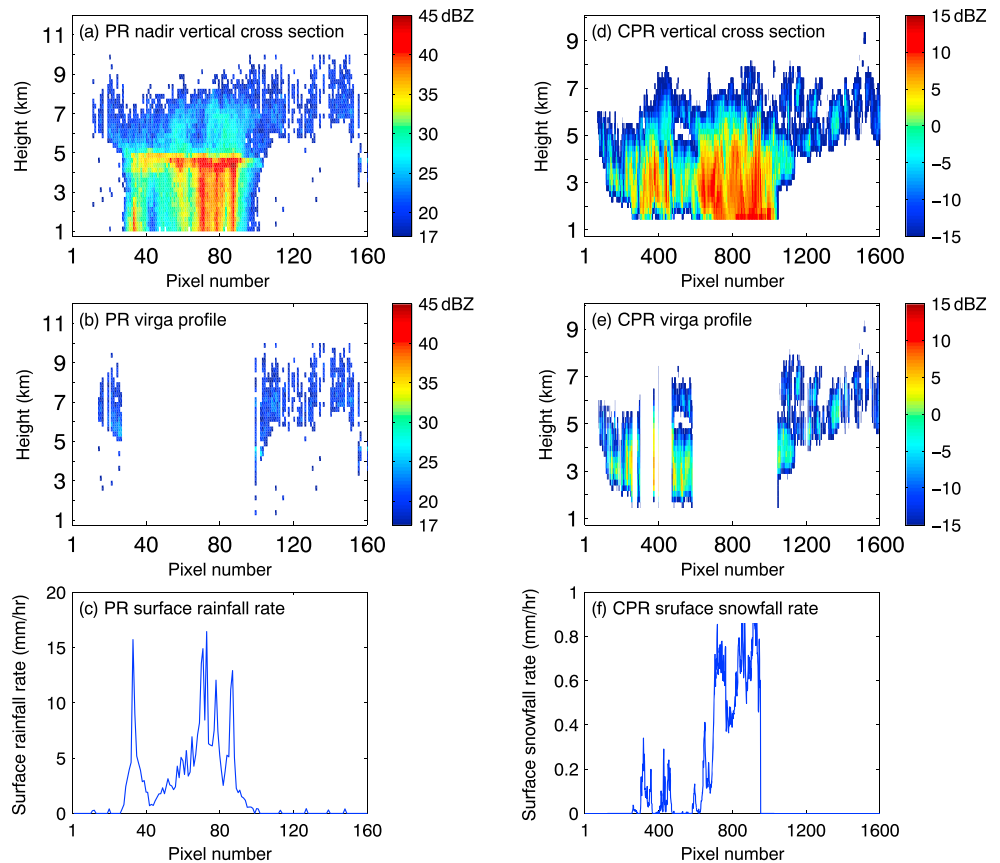 (a) PR nadir vertical cross section
Height (km)
11
9
7
5
3
1
1 40 80 120 160
Pixel number
45 dBZ
40
35
30
25
20
17
(d) CPR vertical cross section
Height (km)
9
7
5
3
1
1 400 800 1200 1600
Pixel number
15 dBZ
10
5
0
−5
−10
−15
(b) PR virga profile
Height (km)
11
9
7
5
3
1
1 40 80 120 160
Pixel number
45 dBZ
40
35
30
25
20
17
(e) CPR virga profile
Height (km)
9
7
5
3
1
1 400 800 1200 1600
Pixel number
15 dBZ
10
5
0
−5
−10
−15
(c) PR surface rainfall rate
Surface rainfall rate (mm/hr)
20
15
10
5
0
1 40 80 120 160
Pixel number
(f) CPR sruface snowfall rate
Surface snowfall rate (mm/hr)
1
0.8
0.6
0.4
0.2
0
1 400 800 1200 1600
Pixel number